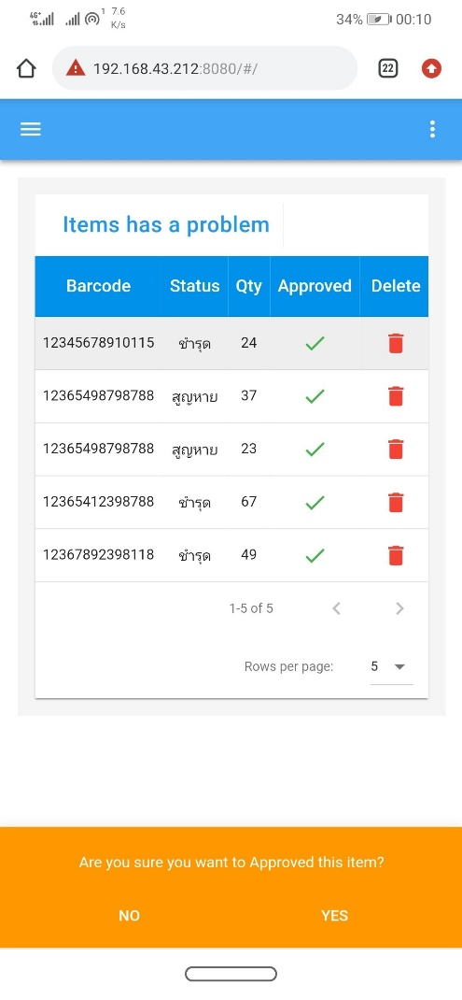 4G+ 1 7.6 K/s 34% 00:10
192.168.43.212:8080/#/ 22
Items has a problem
Barcode Status Qty Approved Delete
12345678910115 ชำรุด 24
12365498798788 สูญหาย 37
12365498798788 สูญหาย 23
12365412398788 ชำรุด 67
12367892398118 ชำรุด 49
1-5 of 5
Rows per page: 5
Are you sure you want to Approved this item?
NO YES